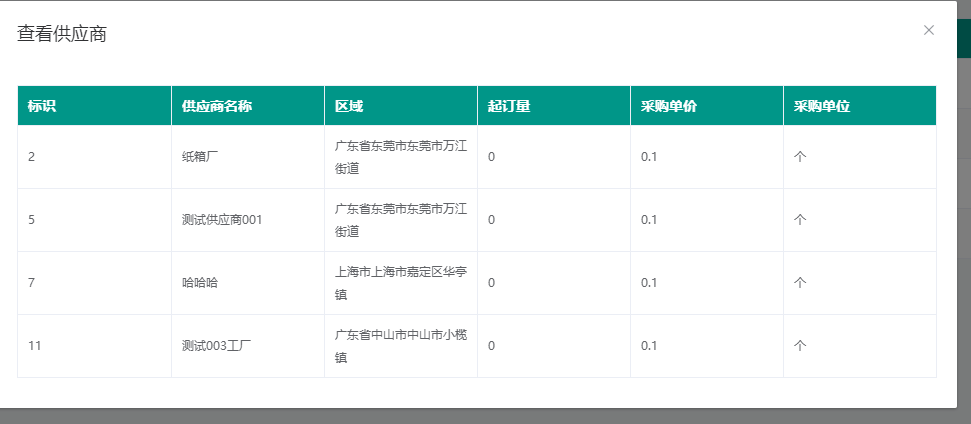 查看供应商
标识 供应商名称 区域 起订量 采购单价 采购单位
2 纸箱厂 广东省东莞市东莞市万江街道 0 0.1 个
5 测试供应商001 广东省东莞市东莞市万江街道 0 0.1 个
7 哈哈哈 上海市上海市嘉定区华亭镇 0 0.1 个
11 测试003工厂 广东省中山市中山市小榄镇 0 0.1 个